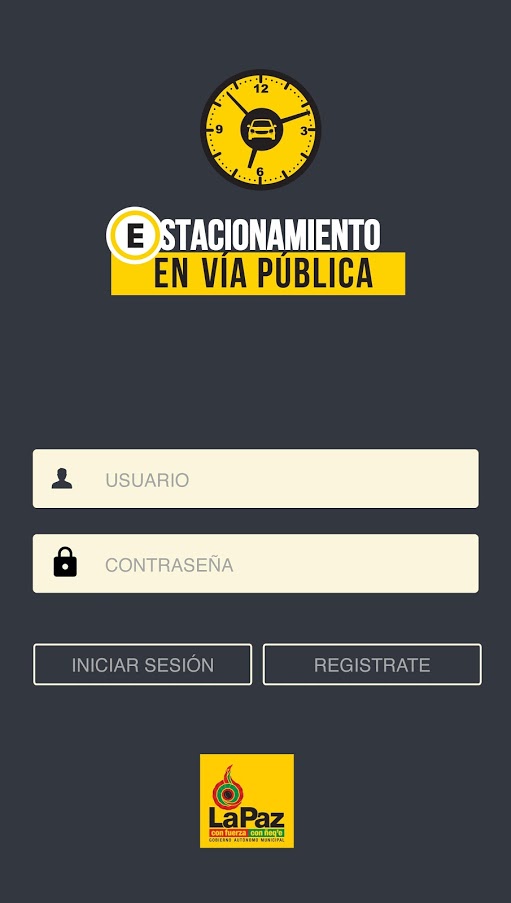 12
9
3
6
ESTACIONAMIENTO
EN VÍA PÚBLICA
USUARIO
CONTRASEÑA
INICIAR SESIÓN
REGISTRATE
LaPaz
con fuerza con ñeq'e
GOBIERNO AUTÓNOMO MUNICIPAL